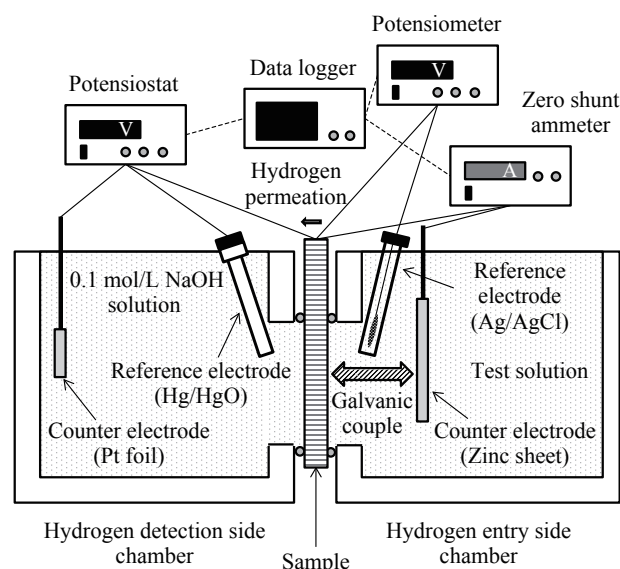 Potensiometer
V
Data logger
Potensiostat
V
Zero shunt
ammeter
A
Hydrogen
permeation
0.1 mol/L NaOH
solution
Reference
electrode
(Ag/AgCl)
Reference electrode
(Hg/HgO)
Test solution
Galvanic
couple
Counter electrode
(Pt foil)
Counter electrode
(Zinc sheet)
Hydrogen detection side
chamber
Hydrogen entry side
chamber
Sample